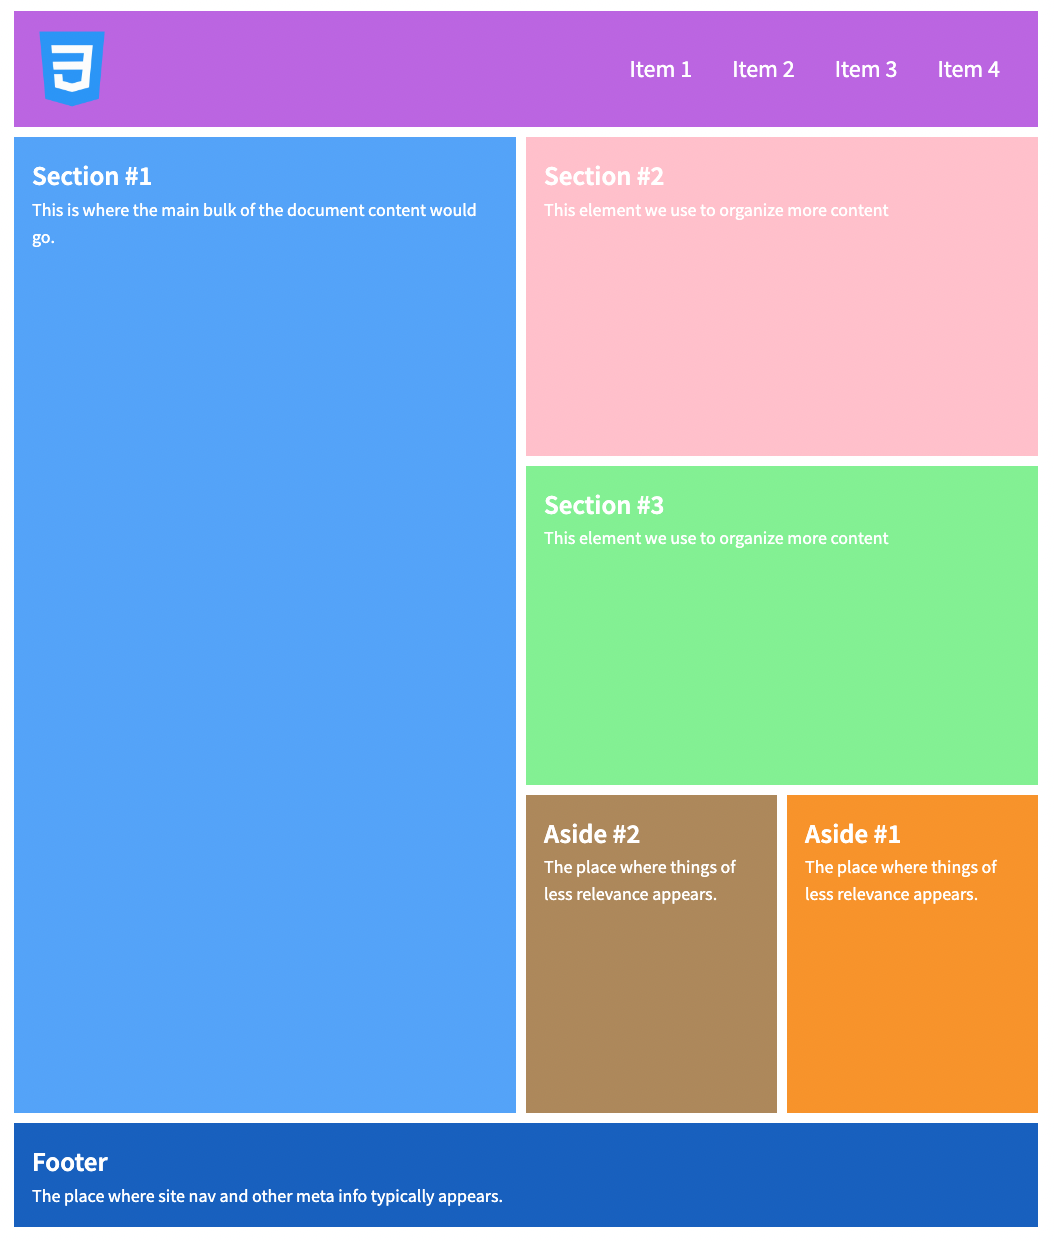 Item 1 Item 2 Item 3 Item 4
Section #1
This is where the main bulk of the document content would
go.
Section #2
This element we use to organize more content
Section #3
This element we use to organize more content
Aside #2
The place where things of
less relevance appears.
Aside #1
The place where things of
less relevance appears.
Footer
The place where site nav and other meta info typically appears.